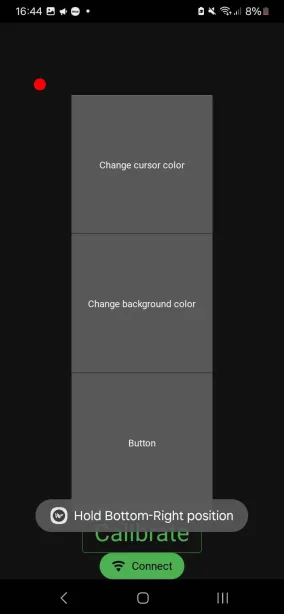 16:44 8%
Change cursor color
Change background color
Button
Hold Bottom-Right position
Calibrate
Connect